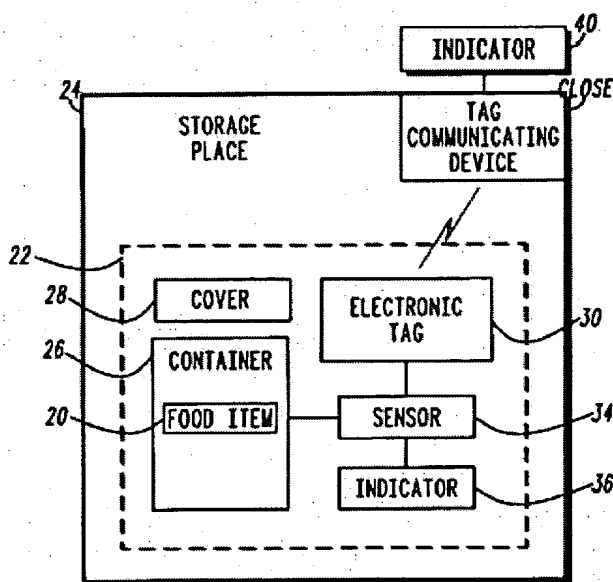 40
INDICATOR
24
CLOSE
STORAGE
PLACE
TAG
COMMUNICATING
DEVICE
22
28
COVER
ELECTRONIC
TAG
30
26
CONTAINER
20
FOOD ITEM
SENSOR
34
INDICATOR
36